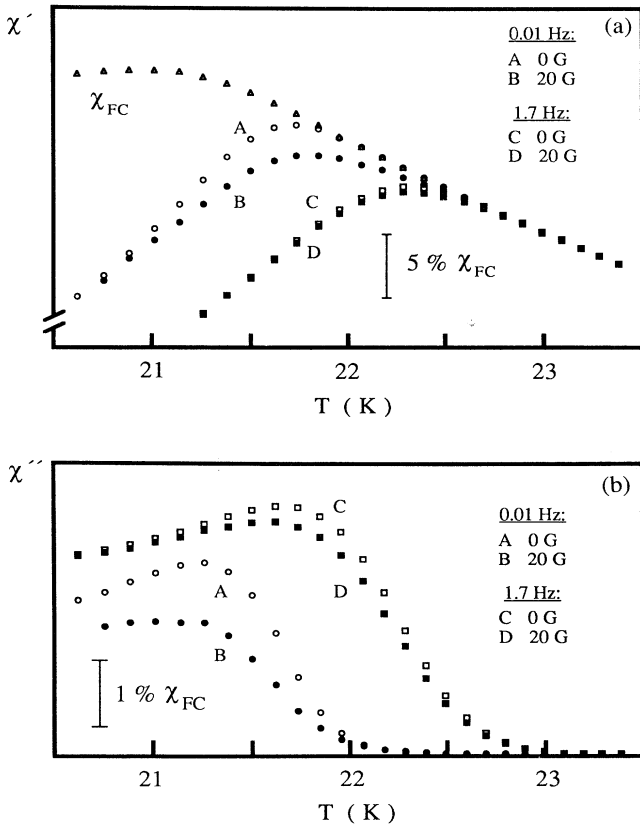 χ´
(a)
0.01 Hz:
A 0 G
B 20 G
1.7 Hz:
C 0 G
D 20 G
χFC
A
B
C
D
5 % χFC
21
22
23
T ( K )
χ´´
(b)
0.01 Hz:
A 0 G
B 20 G
1.7 Hz:
C 0 G
D 20 G
C
A
D
B
1 % χFC
21
22
23
T ( K )